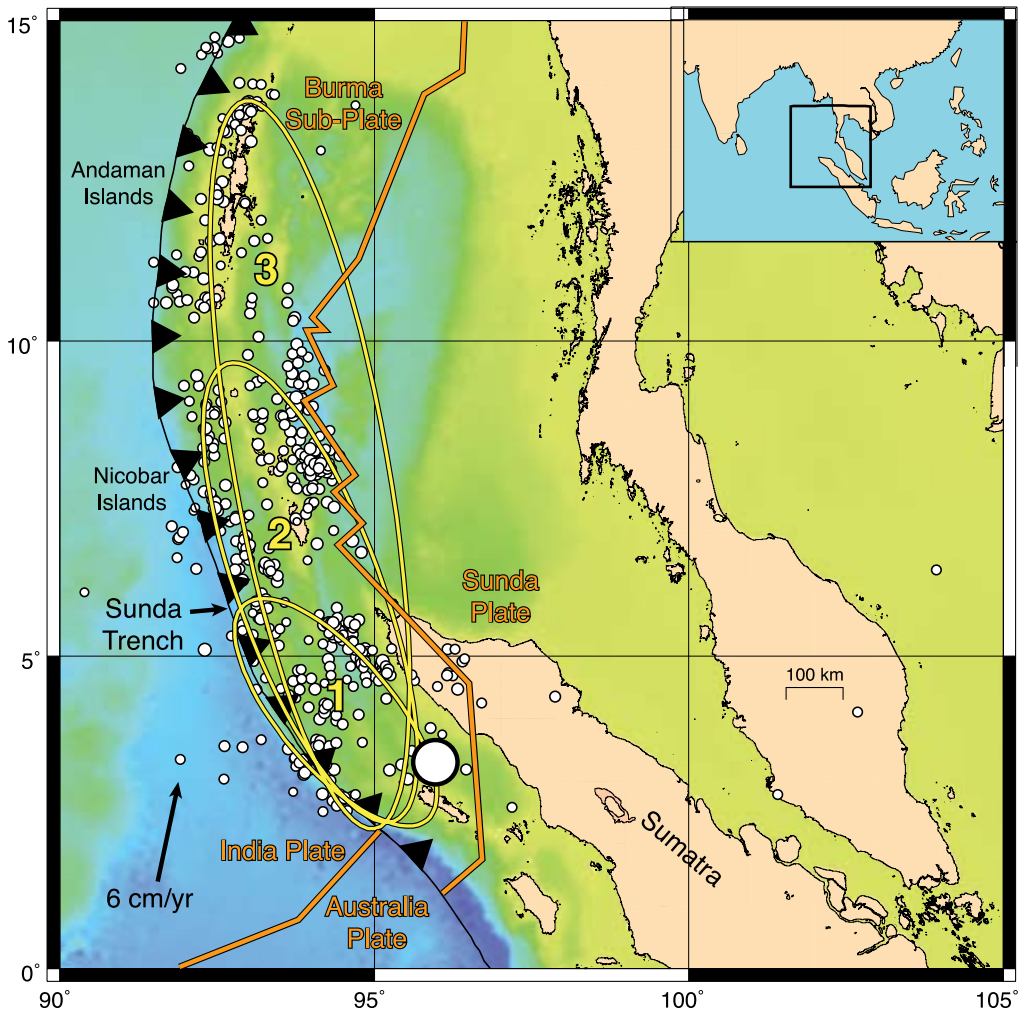 15°
Burma
Sub-Plate
Andaman
Islands
3
10°
Nicobar
Islands
2
Sunda
Trench
Sunda
Plate
5°
100 km
1
India Plate
6 cm/yr
Australia
Plate
Sumatra
0°
90°
95°
100°
105°